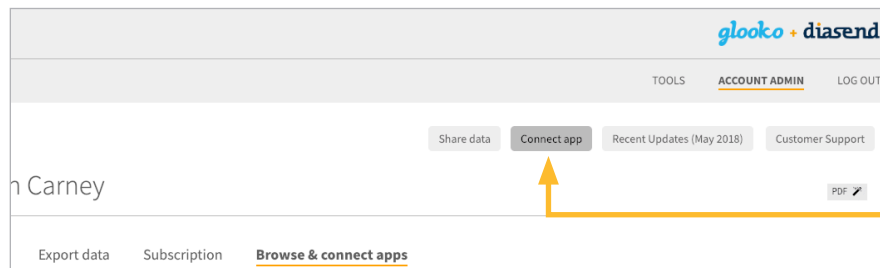 glooko + diasend
TOOLS ACCOUNT ADMIN LOG OUT
Share data Connect app Recent Updates (May 2018) Customer Support
n Carney
PDF
Export data Subscription Browse & connect apps